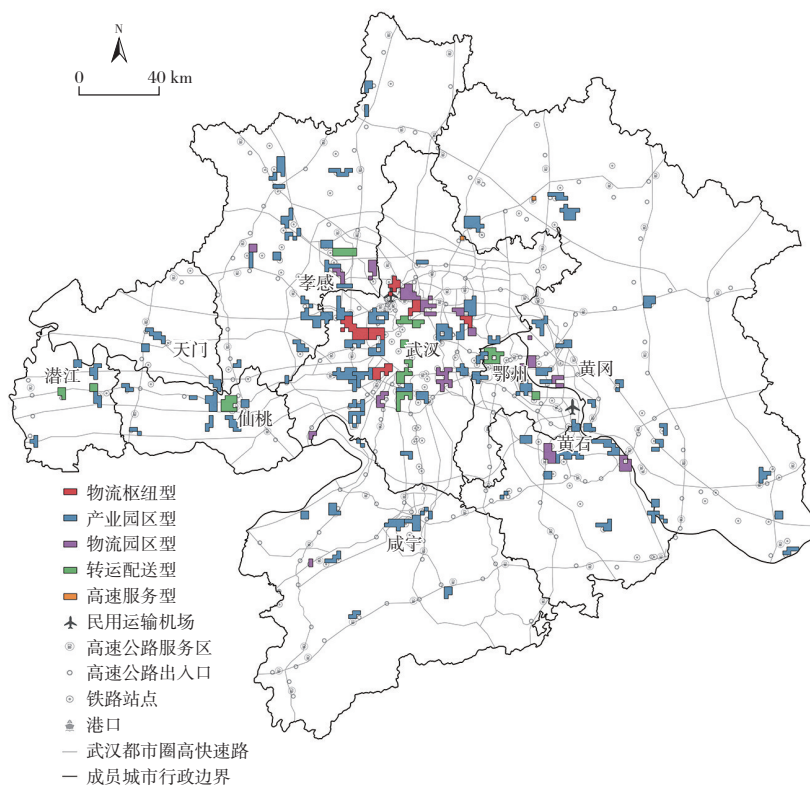 N
0 40 km
孝感
武汉
天门
潜江
仙桃
鄂州
黄冈
黄石
咸宁
物流枢纽型
产业园区型
物流园区型
转运配送型
高速服务型
民用运输机场
高速公路服务区
高速公路出入口
铁路站点
港口
武汉都市圈高快速路
成员城市行政边界